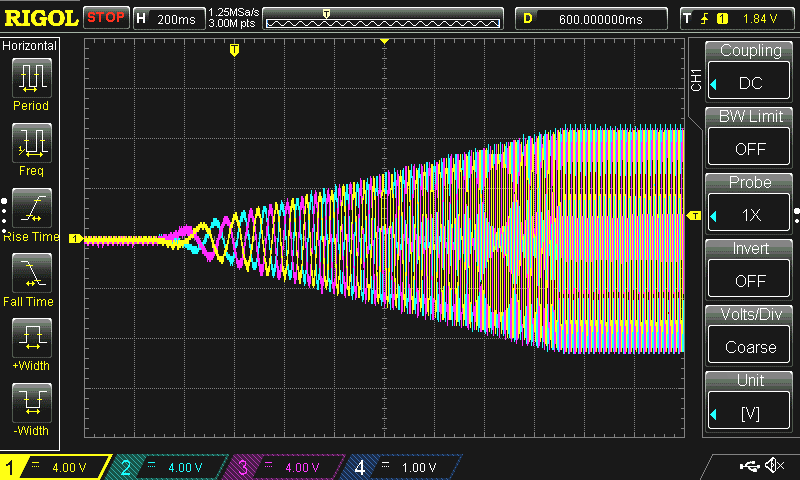 RIGOL STOP H 200ms 1.25MSa/s 3.00M pts D 600.000000ms T 1 1.84 V
T
Horizontal
Period
Freq
Rise Time
Fall Time
+Width
-Width
1
T
CH1
Coupling
DC
BW Limit
OFF
Probe
1X
Invert
OFF
Volts/Div
Coarse
Unit
[V]
1 4.00 V 2 4.00 V 3 4.00 V 4 1.00 V